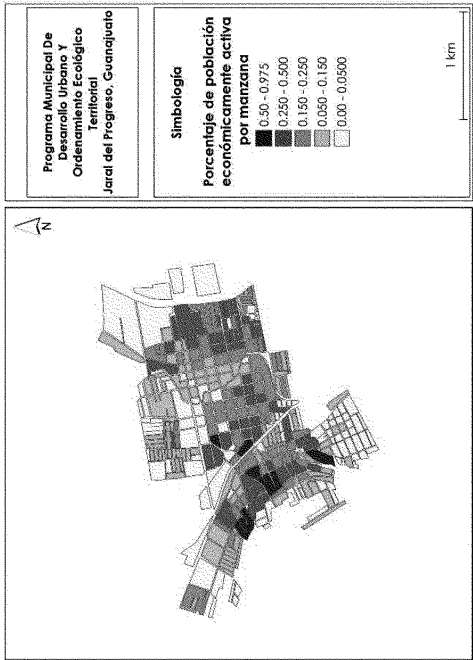 Programa Municipal De
Desarrollo Urbano Y
Ordenamiento Ecológico
Territorial
Jaral del Progreso, Guanajuato
Simbología
Porcentaje de población
económicamente activa
por manzana
0.50 - 0.975
0.250 - 0.500
0.150 - 0.250
0.050 - 0.150
0.00 - 0.0500
1 km
N